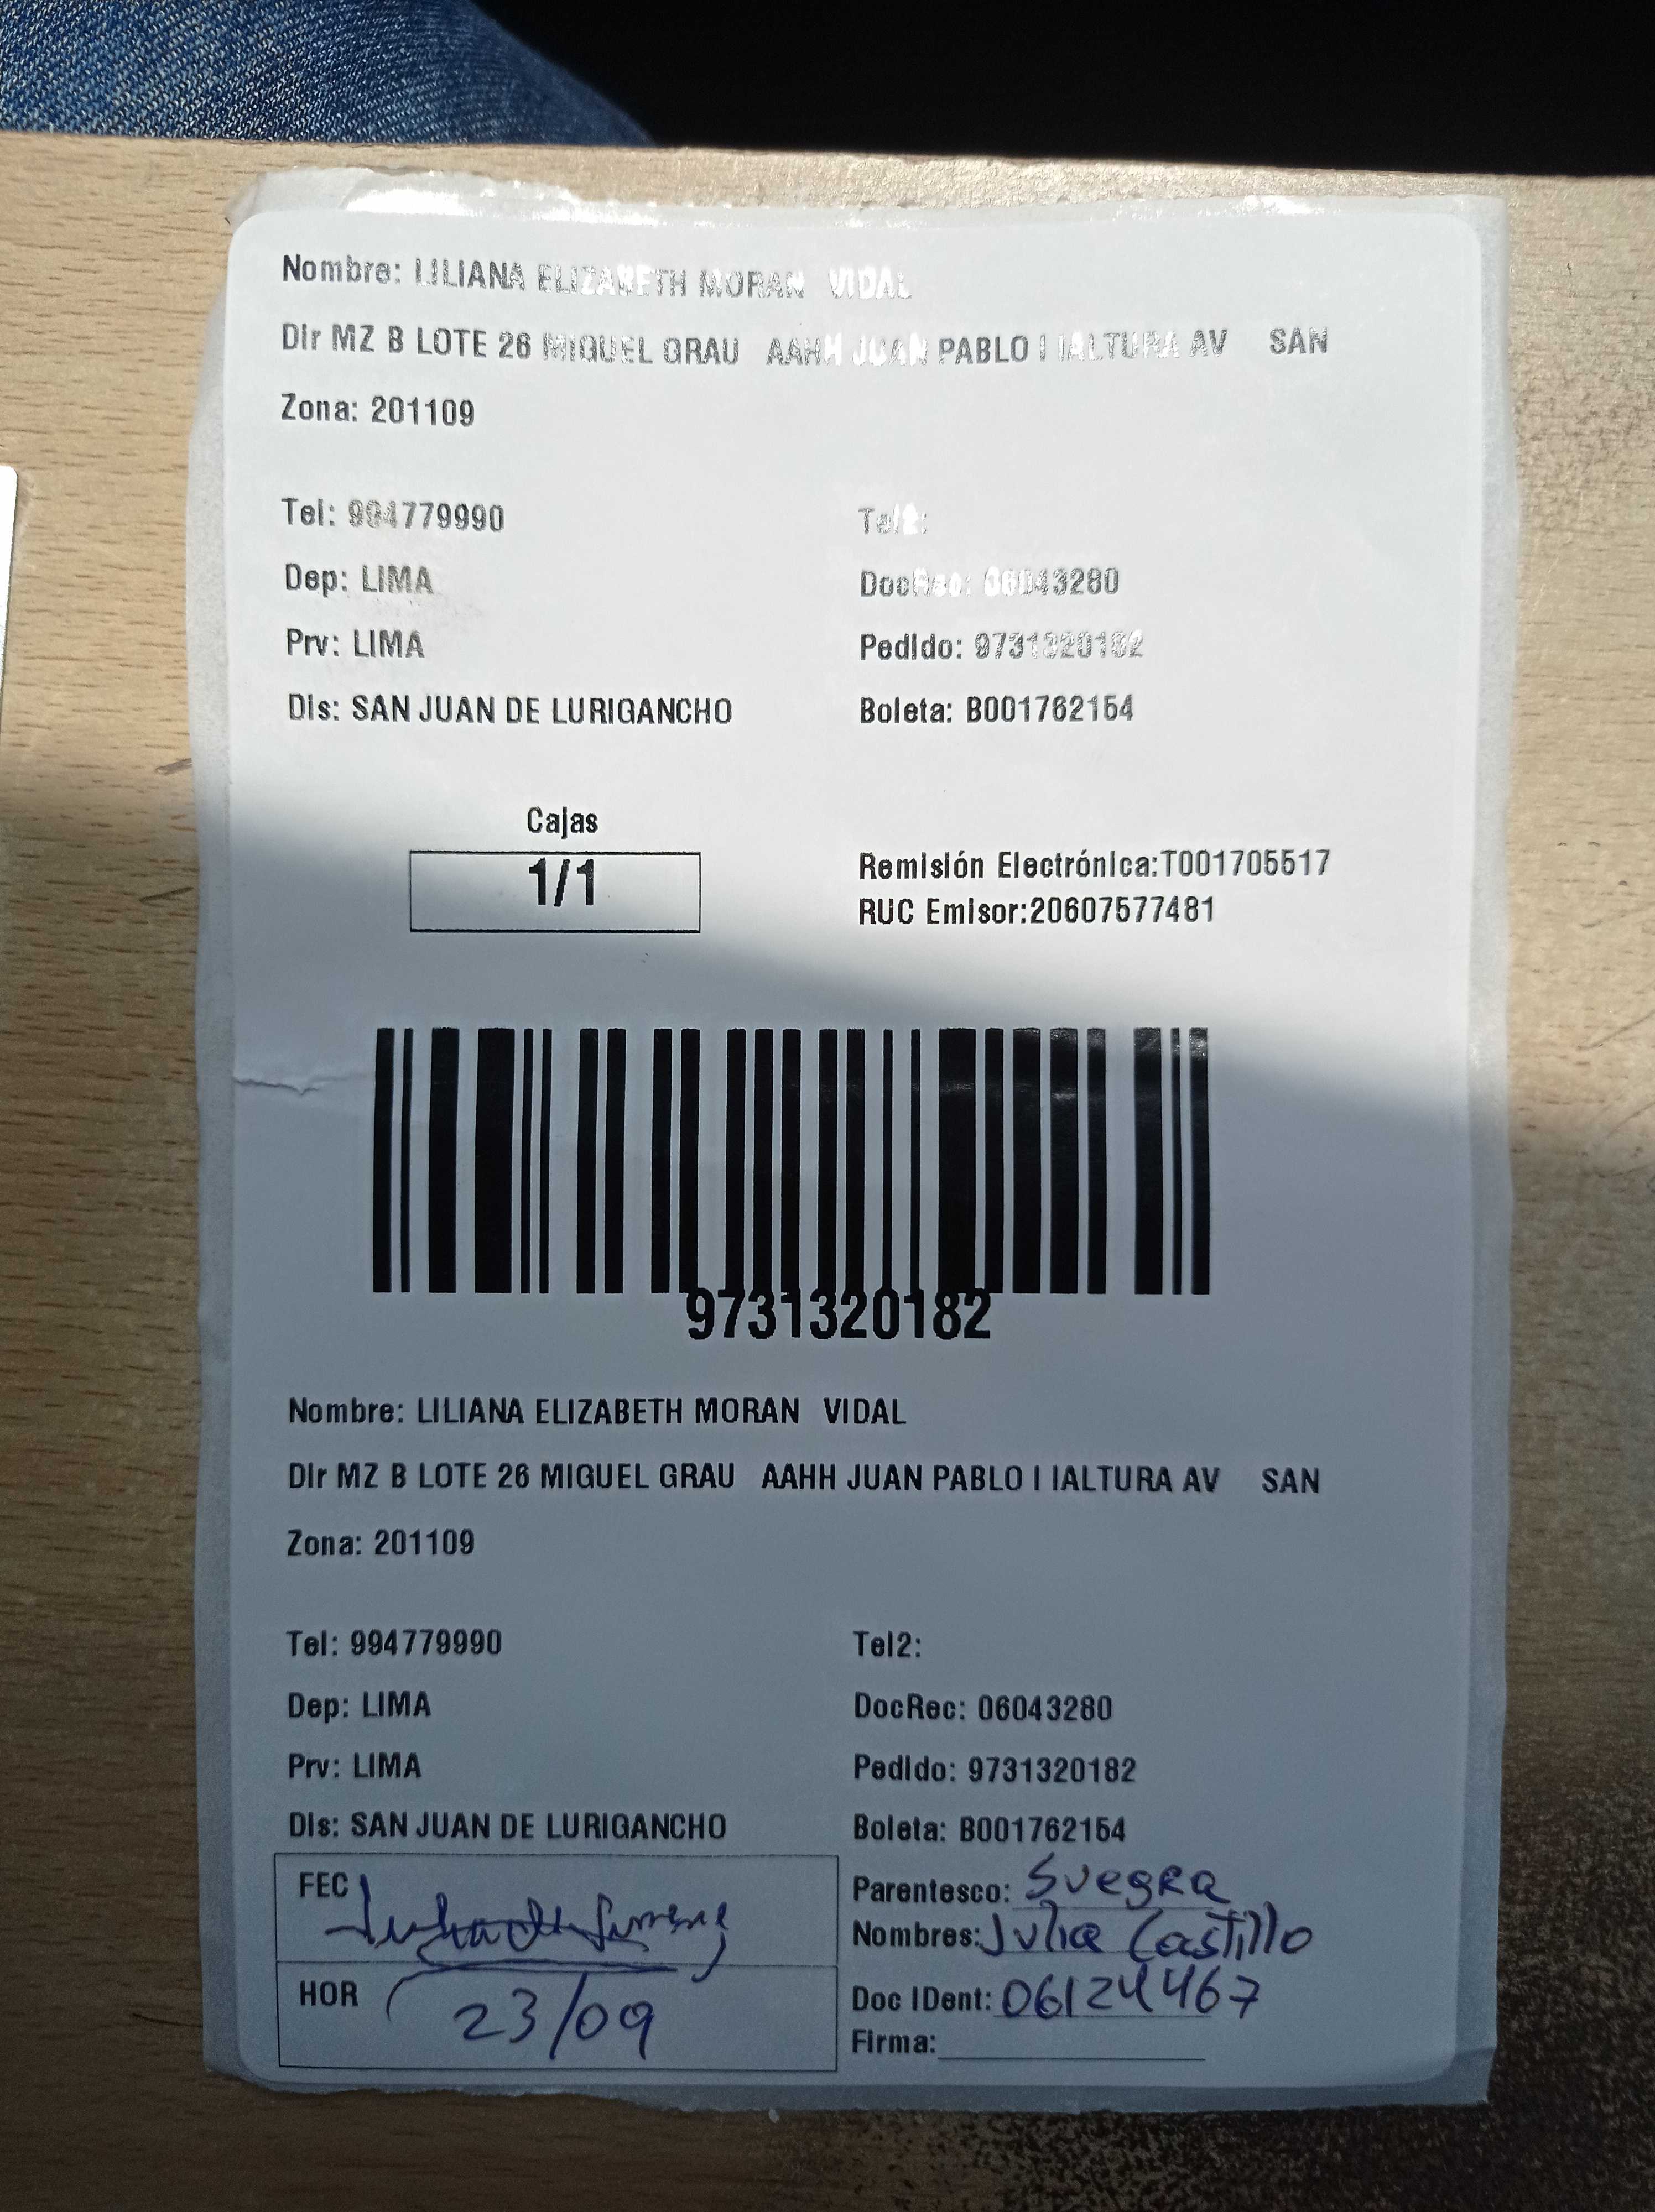 Nombre: LILIANA ELIZABETH MORAN VIDAL
Dir MZ B LOTE 26 MIGUEL GRAU AAHH JUAN PABLO I IALTURA AV SAN
Zona: 201109
Tel: 994779990 Tel2:
Dep: LIMA DocRec: 06043280
Prv: LIMA Pedido: 9731320182
Dis: SAN JUAN DE LURIGANCHO Boleta: B001762154
Cajas
1/1
Remisión Electrónica:T001705517
RUC Emisor:20607577481
9731320182
Nombre: LILIANA ELIZABETH MORAN VIDAL
Dir MZ B LOTE 26 MIGUEL GRAU AAHH JUAN PABLO I IALTURA AV SAN
Zona: 201109
Tel: 994779990 Tel2:
Dep: LIMA DocRec: 06043280
Prv: LIMA Pedido: 9731320182
Dis: SAN JUAN DE LURIGANCHO Boleta: B001762154
FEC
HOR 23/09
Parentesco: Suegra
Nombres: Julia Castillo
Doc IDent: 06124467
Firma: